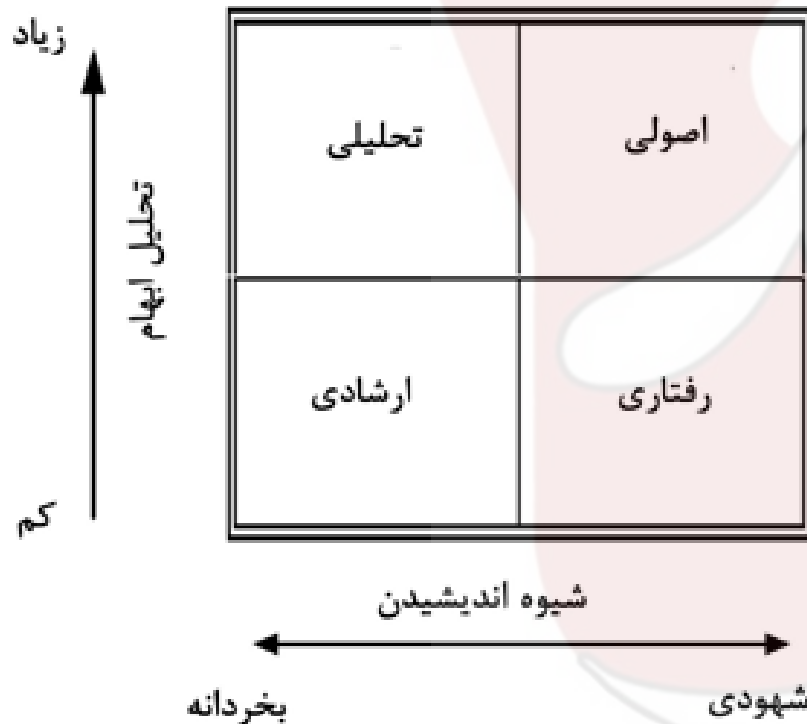 زیاد
اصولی
تحلیلی
تحلیل ابهام
رفتاری
ارشادی
کم
شیوه اندیشیدن
شهودی
بخردانه